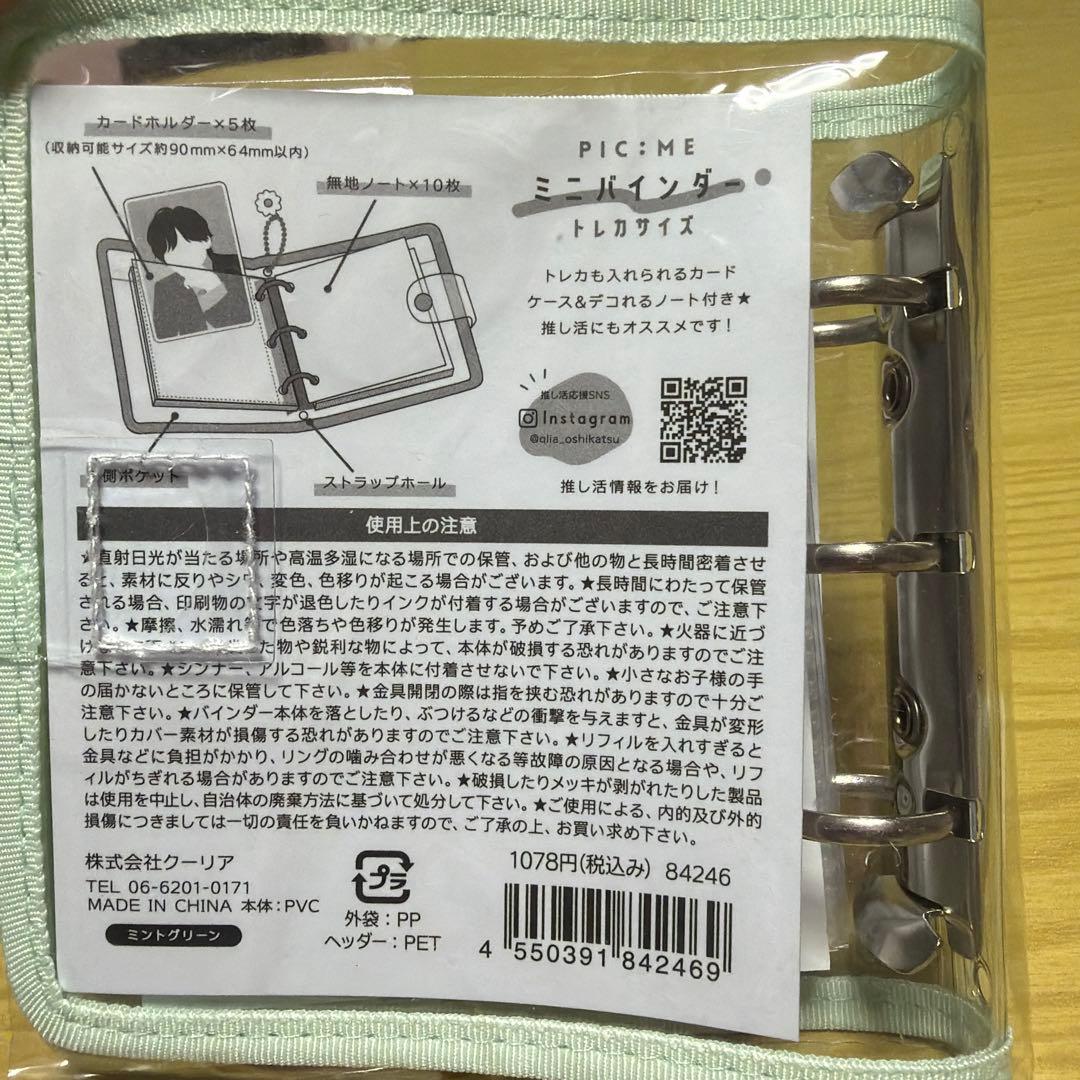 カードホルダー×5枚
(収納可能サイズ約90mm×64mm以内)
無地ノート×10枚
側ポケット
ストラップホール
PIC:ME
ミニバインダー
トレカサイズ
トレカも入れられるカード
ケース&デコれるノート付き★
推し活にもオススメです!
推し活応援SNS
Instagram
@qlia_oshikatsu
推し活情報をお届け!
使用上の注意
★直射日光が当たる場所や高温多湿になる場所での保管、および他の物と長時間密着させ
ると、素材に反りやシワ、変色、色移りが起こる場合がございます。★長時間にわたって保管
される場合、印刷物の文字が退色したりインクが付着する場合がございますので、ご注意下
さい。★摩擦、水濡れ等で色落ちや色移りが発生します。予めご了承下さい。★火器に近づ
ける た物や鋭利な物によって、本体が破損する恐れがありますのでご注
意下さい。★シンナー、アルコール等を本体に付着させないで下さい。★小さなお子様の手
の届かないところに保管して下さい。★金具開閉の際は指を挟む恐れがありますので十分ご
注意下さい。★バインダー本体を落としたり、ぶつけるなどの衝撃を与えますと、金具が変形
したりカバー素材が損傷する恐れがありますのでご注意下さい。★リフィルを入れすぎると
金具などに負担がかかり、リングの噛み合わせが悪くなる等故障の原因となる場合や、リフ
ィルがちぎれる場合がありますのでご注意下さい。★破損したりメッキが剥がれたりした製品
は使用を中止し、自治体の廃棄方法に基づいて処分して下さい。★ご使用による、内的及び外的
損傷につきましては一切の責任を負いかねますので、ご了承の上、お買い求め下さい。
株式会社クーリア
TEL 06-6201-0171
MADE IN CHINA 本体:PVC
ミントグリーン
プラ
外袋:PP
ヘッダー:PET
1078円(税込み) 84246
4 550391 842469